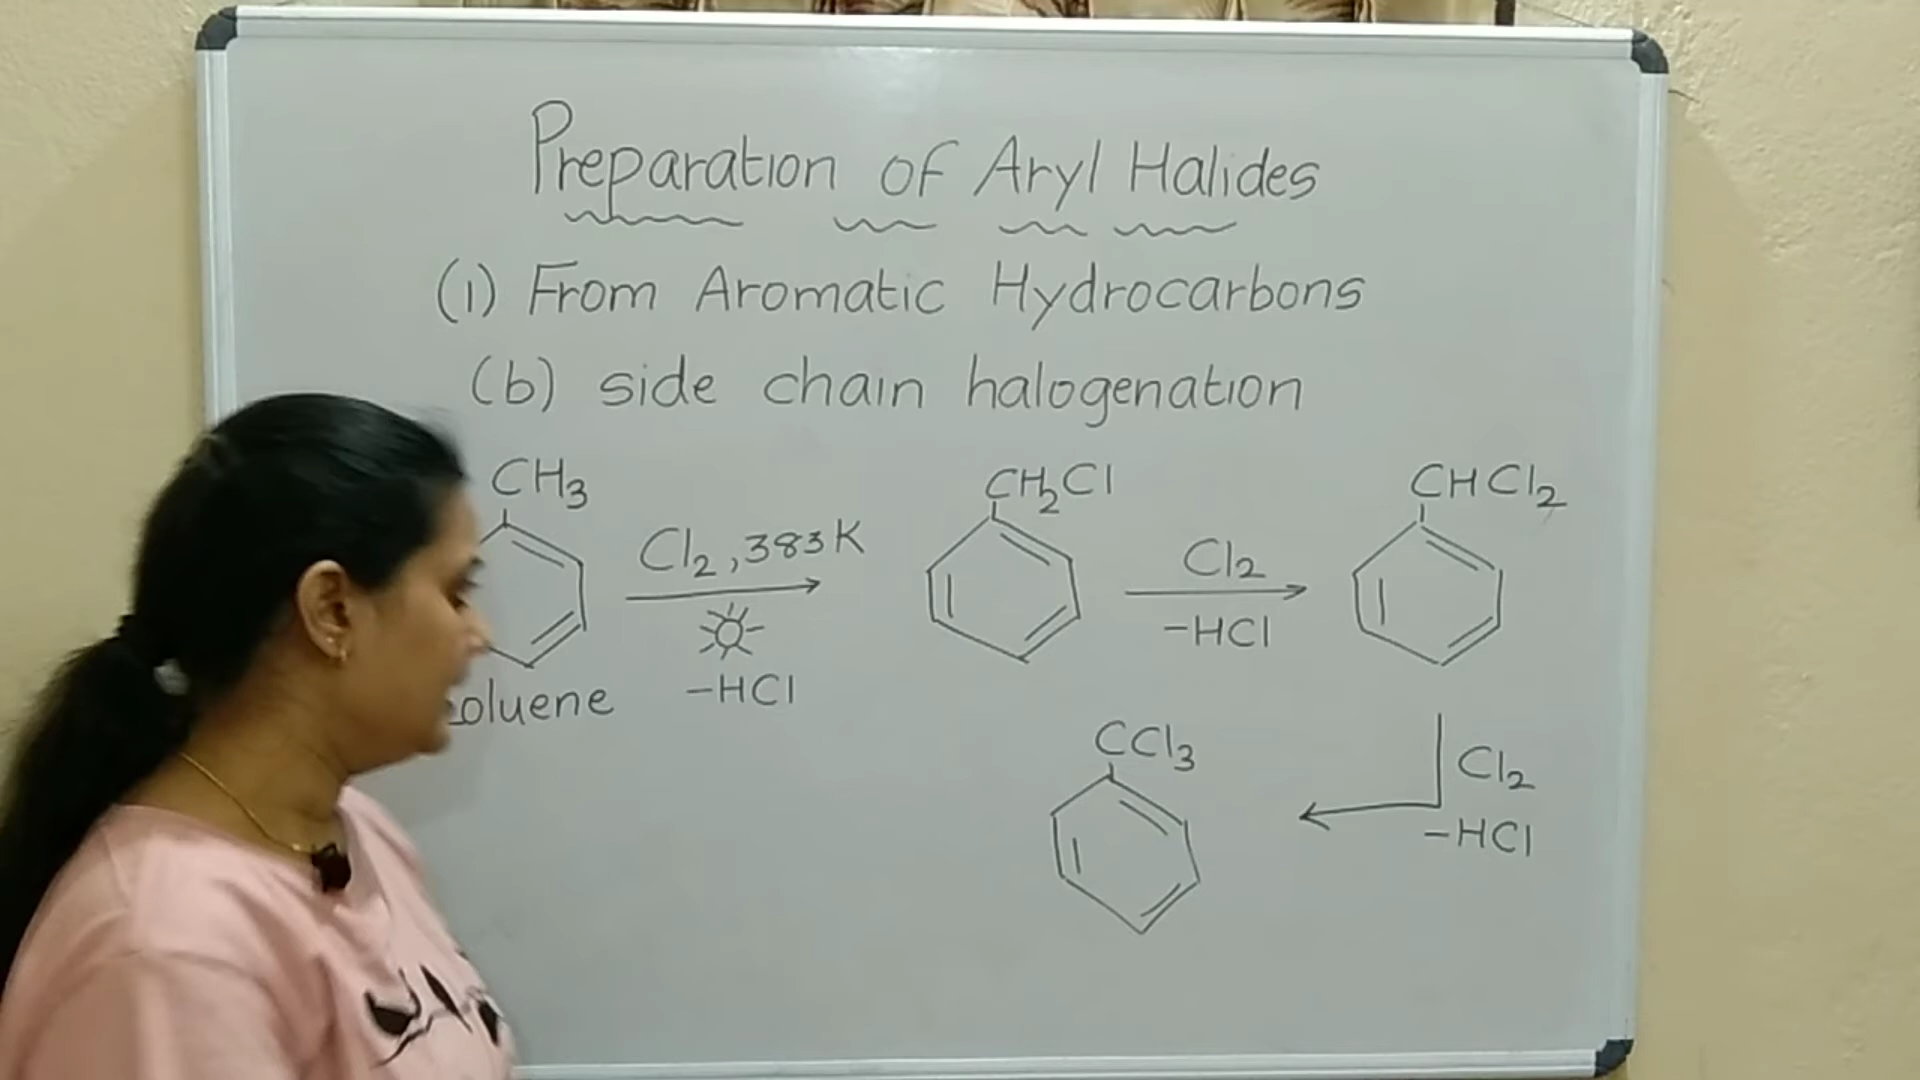 Preparation of Aryl Halides
(1) From Aromatic Hydrocarbons
(b) side chain halogenation
CH3
Cl2, 383K
-HCl
oluene
CH2Cl
Cl2
-HCl
CHCl2
Cl2
-HCl
CCl3